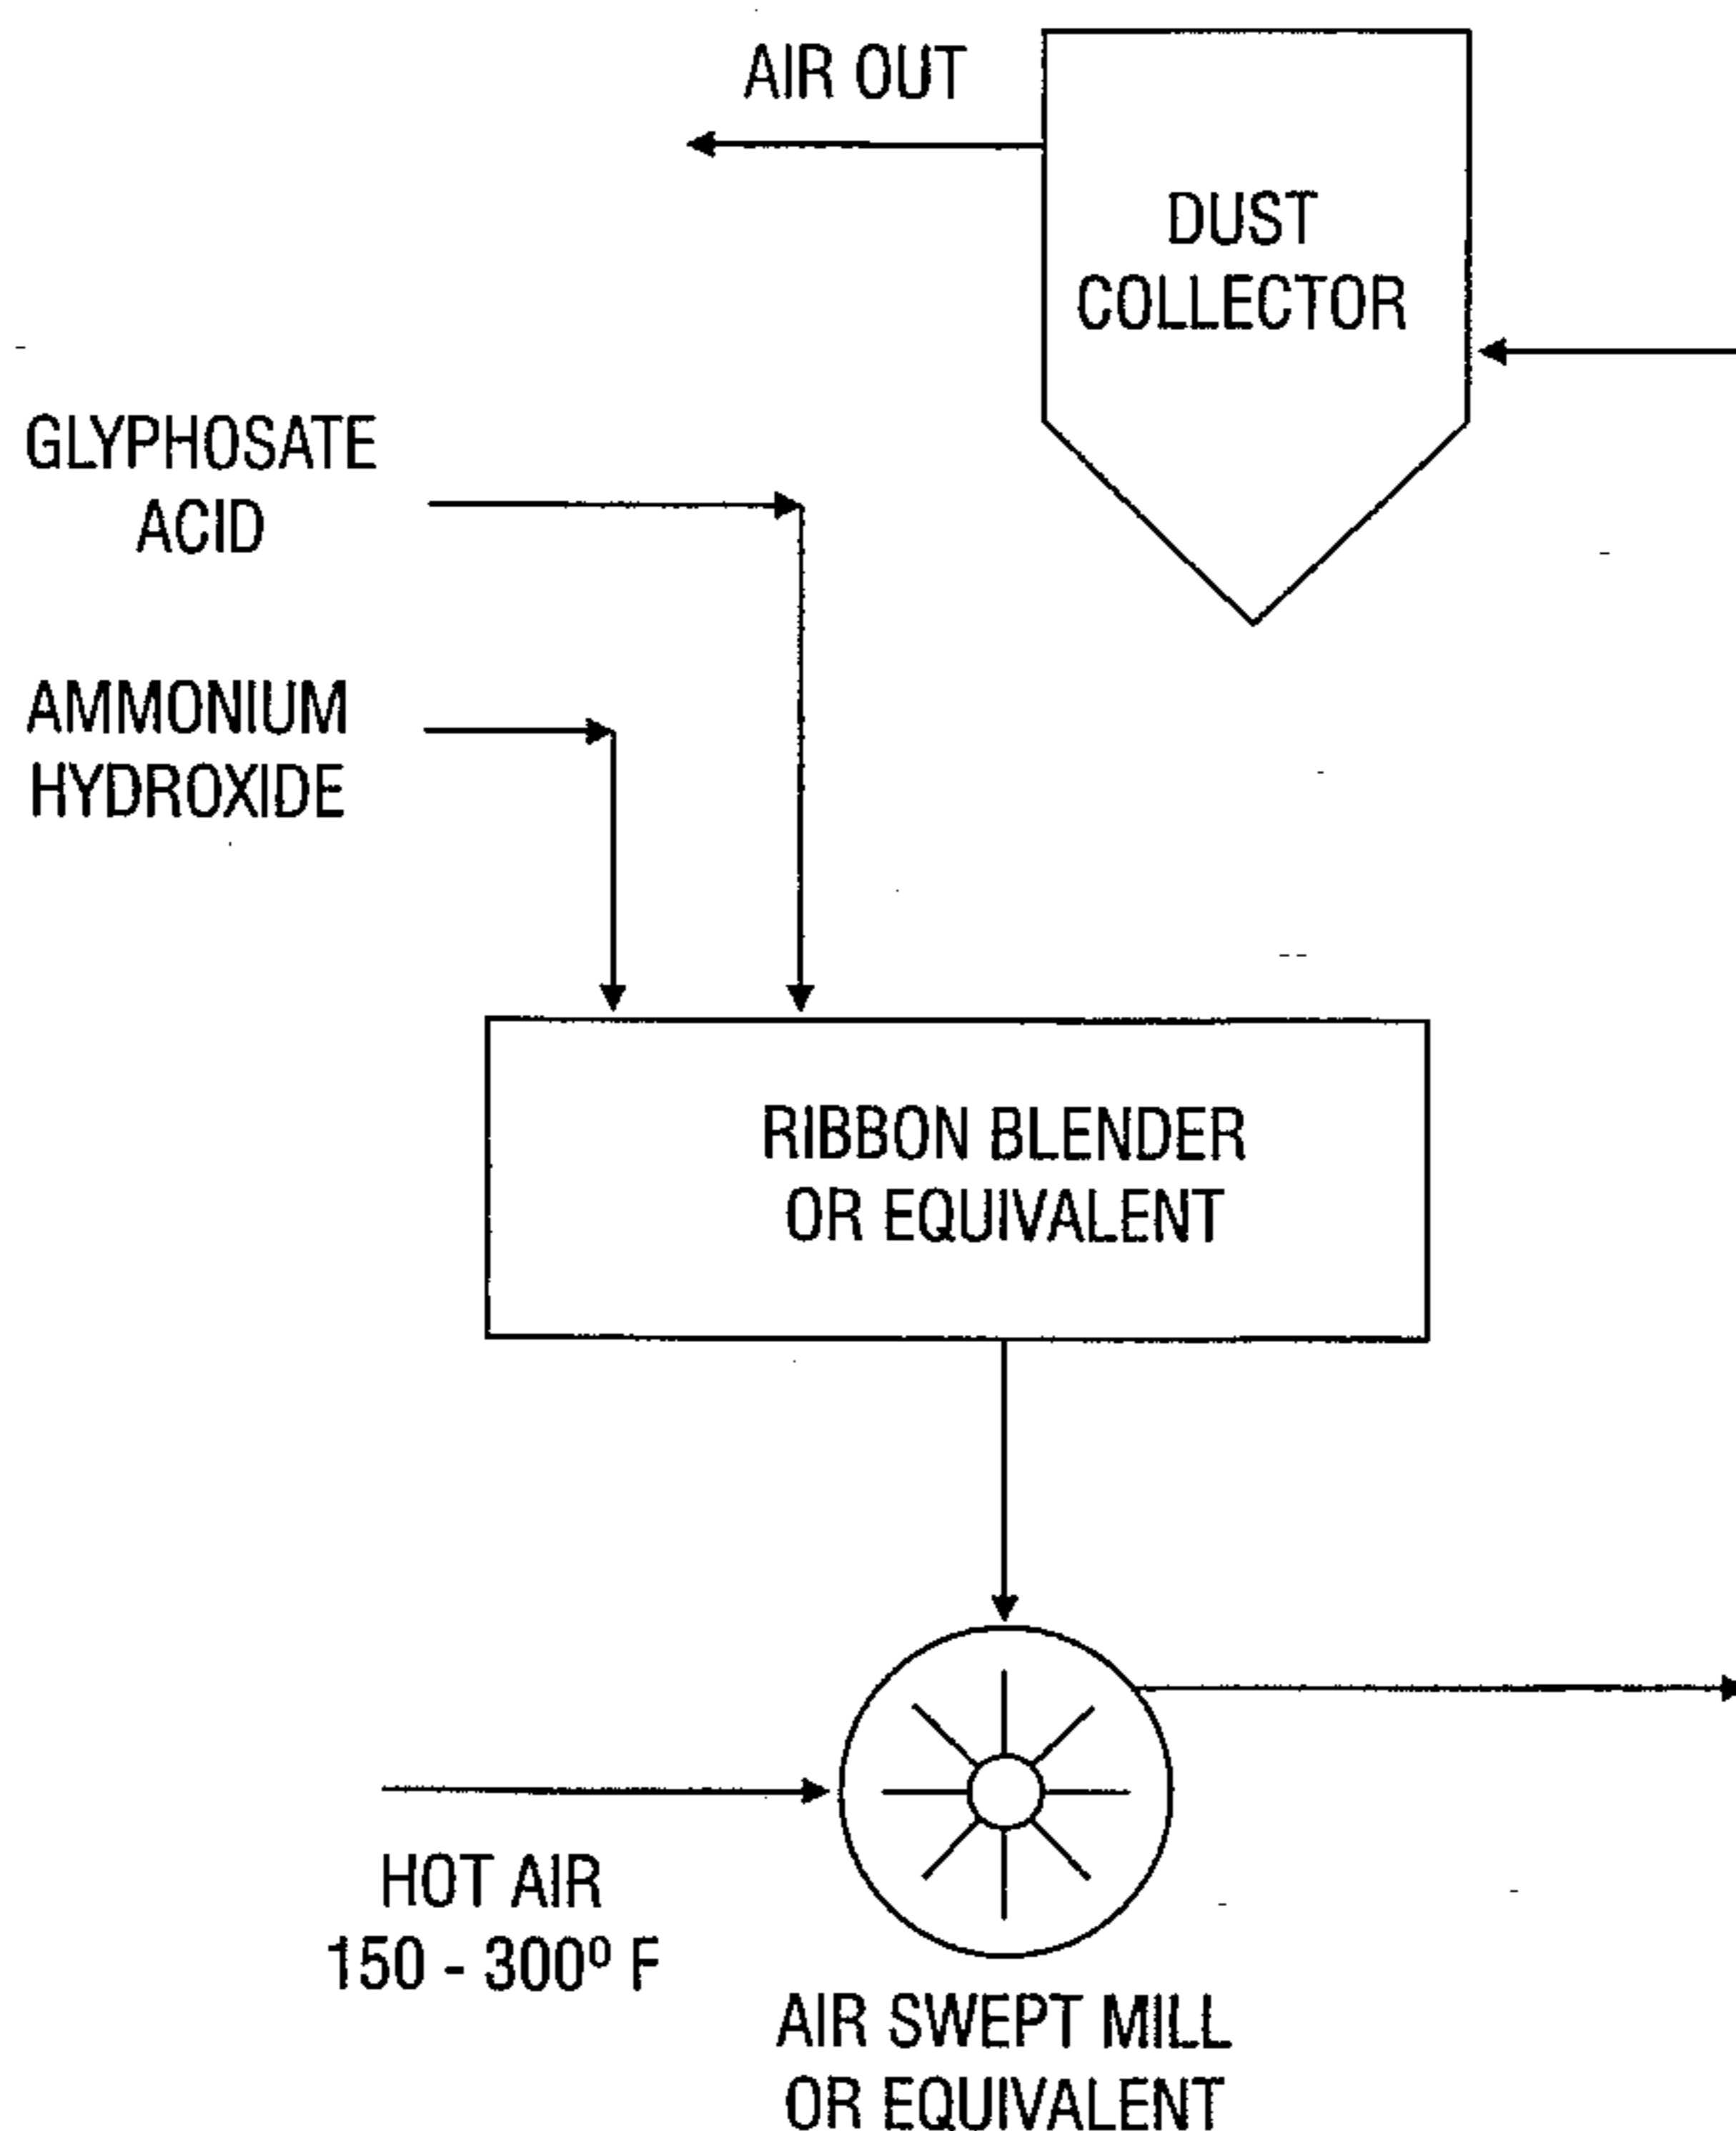 AIR OUT
DUST
COLLECTOR
GLYPHOSATE
ACID
AMMONIUM
HYDROXIDE
RIBBON BLENDER
OR EQUIVALENT
HOT AIR
150 - 300º F
AIR SWEPT MILL
OR EQUIVALENT